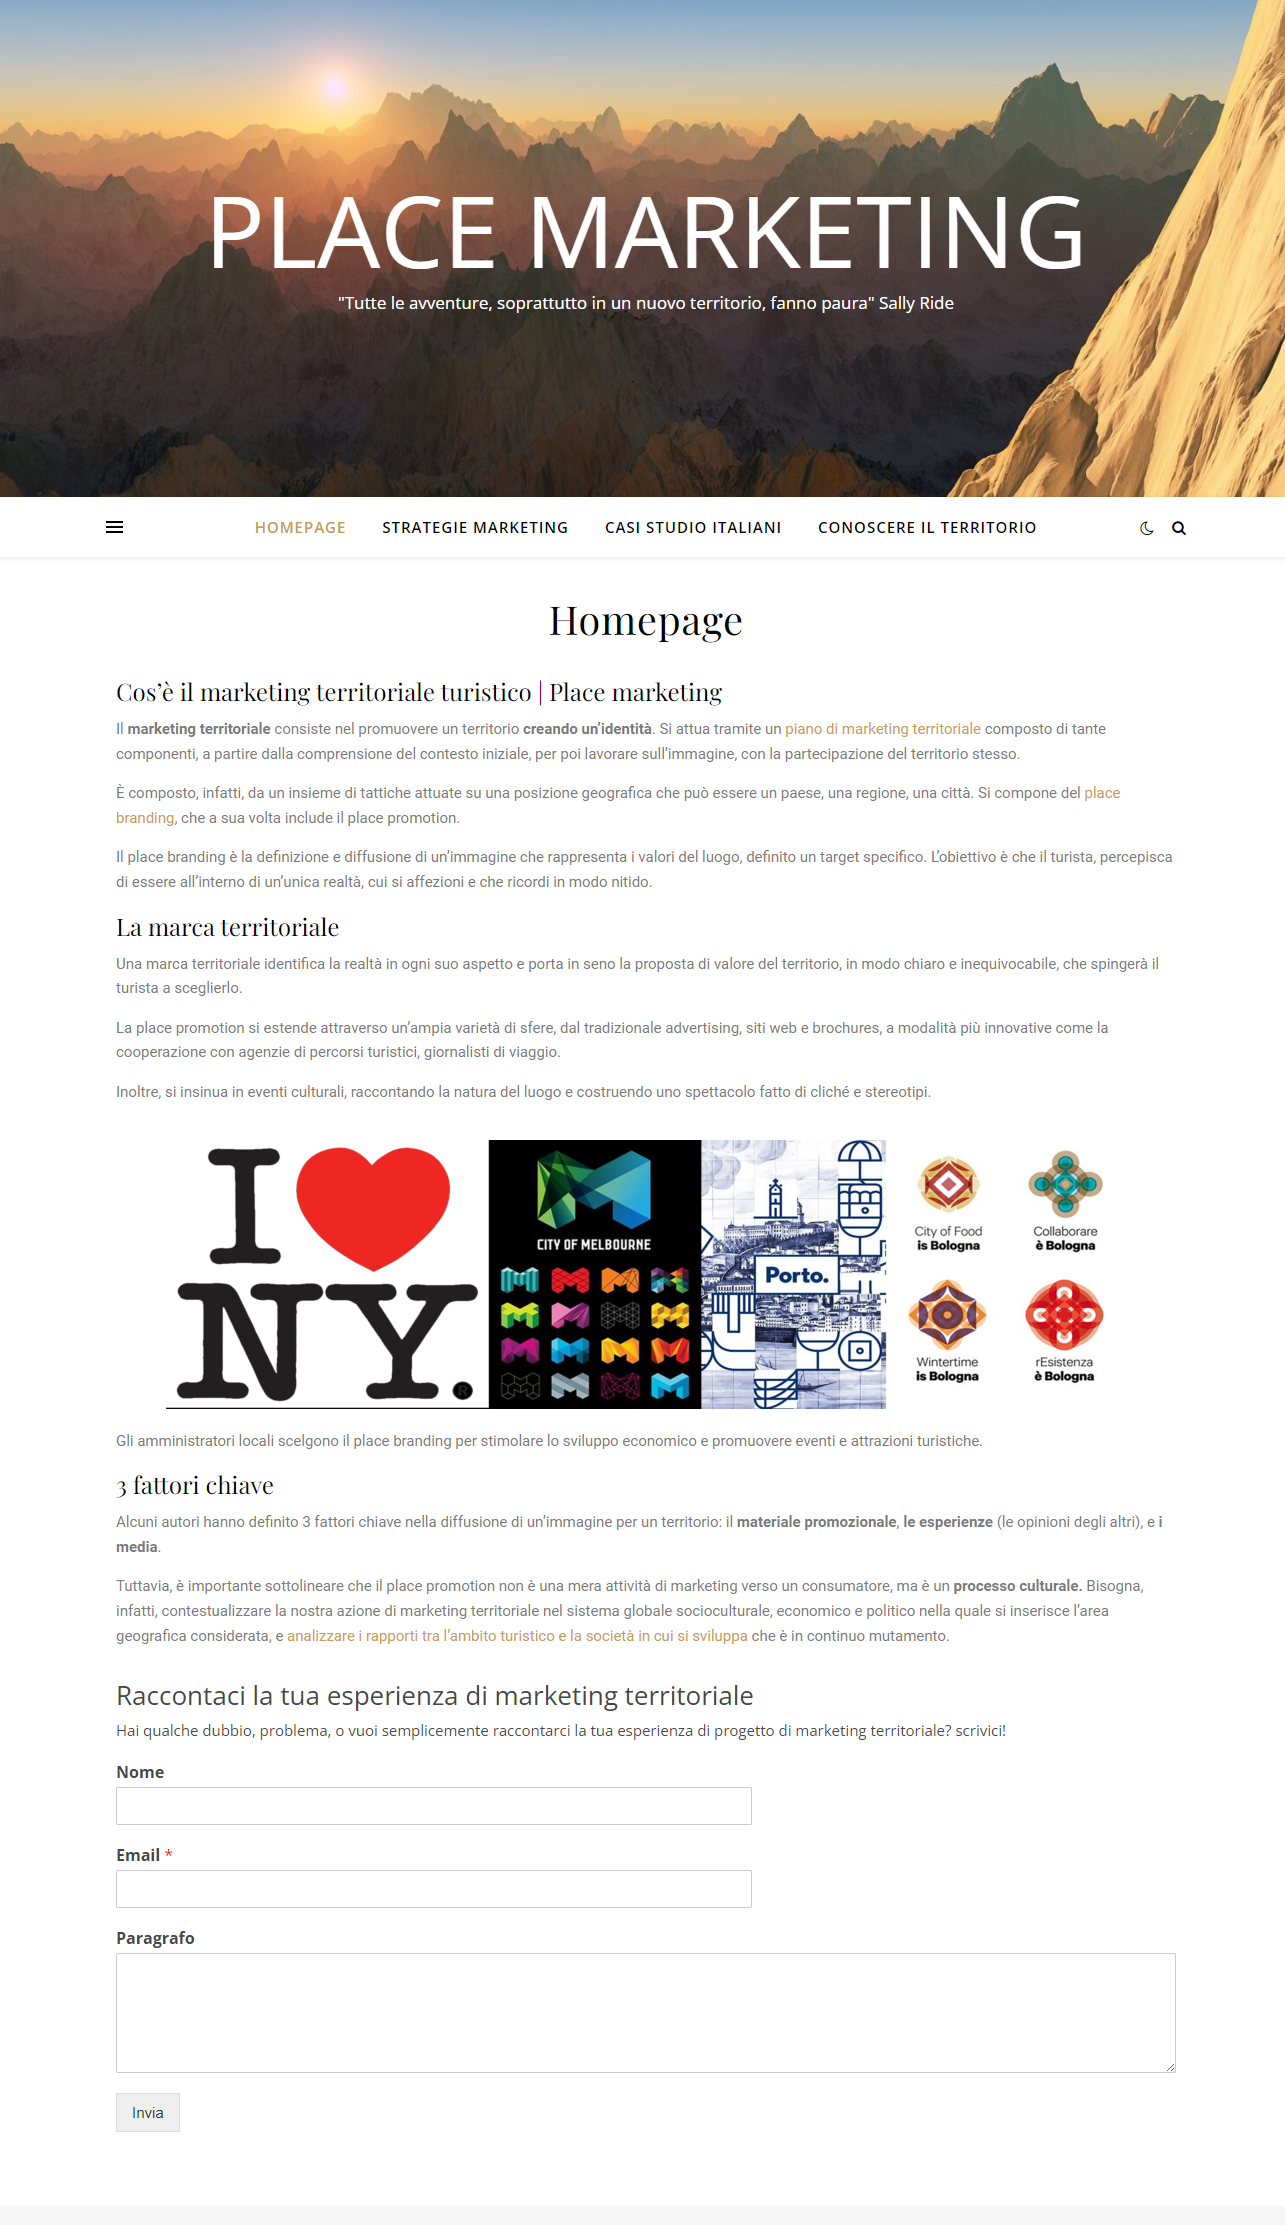 PLACE MARKETING
"Tutte le avventure, soprattutto in un nuovo territorio, fanno paura" Sally Ride
HOMEPAGE STRATEGIE MARKETING CASI STUDIO ITALIANI CONOSCERE IL TERRITORIO
Homepage
Cos’è il marketing territoriale turistico | Place marketing
Il marketing territoriale consiste nel promuovere un territorio creando un’identità. Si attua tramite un piano di marketing territoriale composto di tante
componenti, a partire dalla comprensione del contesto iniziale, per poi lavorare sull’immagine, con la partecipazione del territorio stesso.
È composto, infatti, da un insieme di tattiche attuate su una posizione geografica che può essere un paese, una regione, una città. Si compone del place
branding, che a sua volta include il place promotion.
Il place branding è la definizione e diffusione di un’immagine che rappresenta i valori del luogo, definito un target specifico. L’obiettivo è che il turista, percepisca
di essere all’interno di un’unica realtà, cui si affezioni e che ricordi in modo nitido.
La marca territoriale
Una marca territoriale identifica la realtà in ogni suo aspetto e porta in seno la proposta di valore del territorio, in modo chiaro e inequivocabile, che spingerà il
turista a sceglierlo.
La place promotion si estende attraverso un’ampia varietà di sfere, dal tradizionale advertising, siti web e brochures, a modalità più innovative come la
cooperazione con agenzie di percorsi turistici, giornalisti di viaggio.
Inoltre, si insinua in eventi culturali, raccontando la natura del luogo e costruendo uno spettacolo fatto di cliché e stereotipi.
I
NY®
CITY OF MELBOURNE
Porto.
City of Food
is Bologna
Collaborare
è Bologna
Wintertime
is Bologna
rEsistenza
è Bologna
Gli amministratori locali scelgono il place branding per stimolare lo sviluppo economico e promuovere eventi e attrazioni turistiche.
3 fattori chiave
Alcuni autori hanno definito 3 fattori chiave nella diffusione di un’immagine per un territorio: il materiale promozionale, le esperienze (le opinioni degli altri), e i
media.
Tuttavia, è importante sottolineare che il place promotion non è una mera attività di marketing verso un consumatore, ma è un processo culturale. Bisogna,
infatti, contestualizzare la nostra azione di marketing territoriale nel sistema globale socioculturale, economico e politico nella quale si inserisce l’area
geografica considerata, e analizzare i rapporti tra l’ambito turistico e la società in cui si sviluppa che è in continuo mutamento.
Raccontaci la tua esperienza di marketing territoriale
Hai qualche dubbio, problema, o vuoi semplicemente raccontarci la tua esperienza di progetto di marketing territoriale? scrivici!
Nome
Email *
Paragrafo
Invia